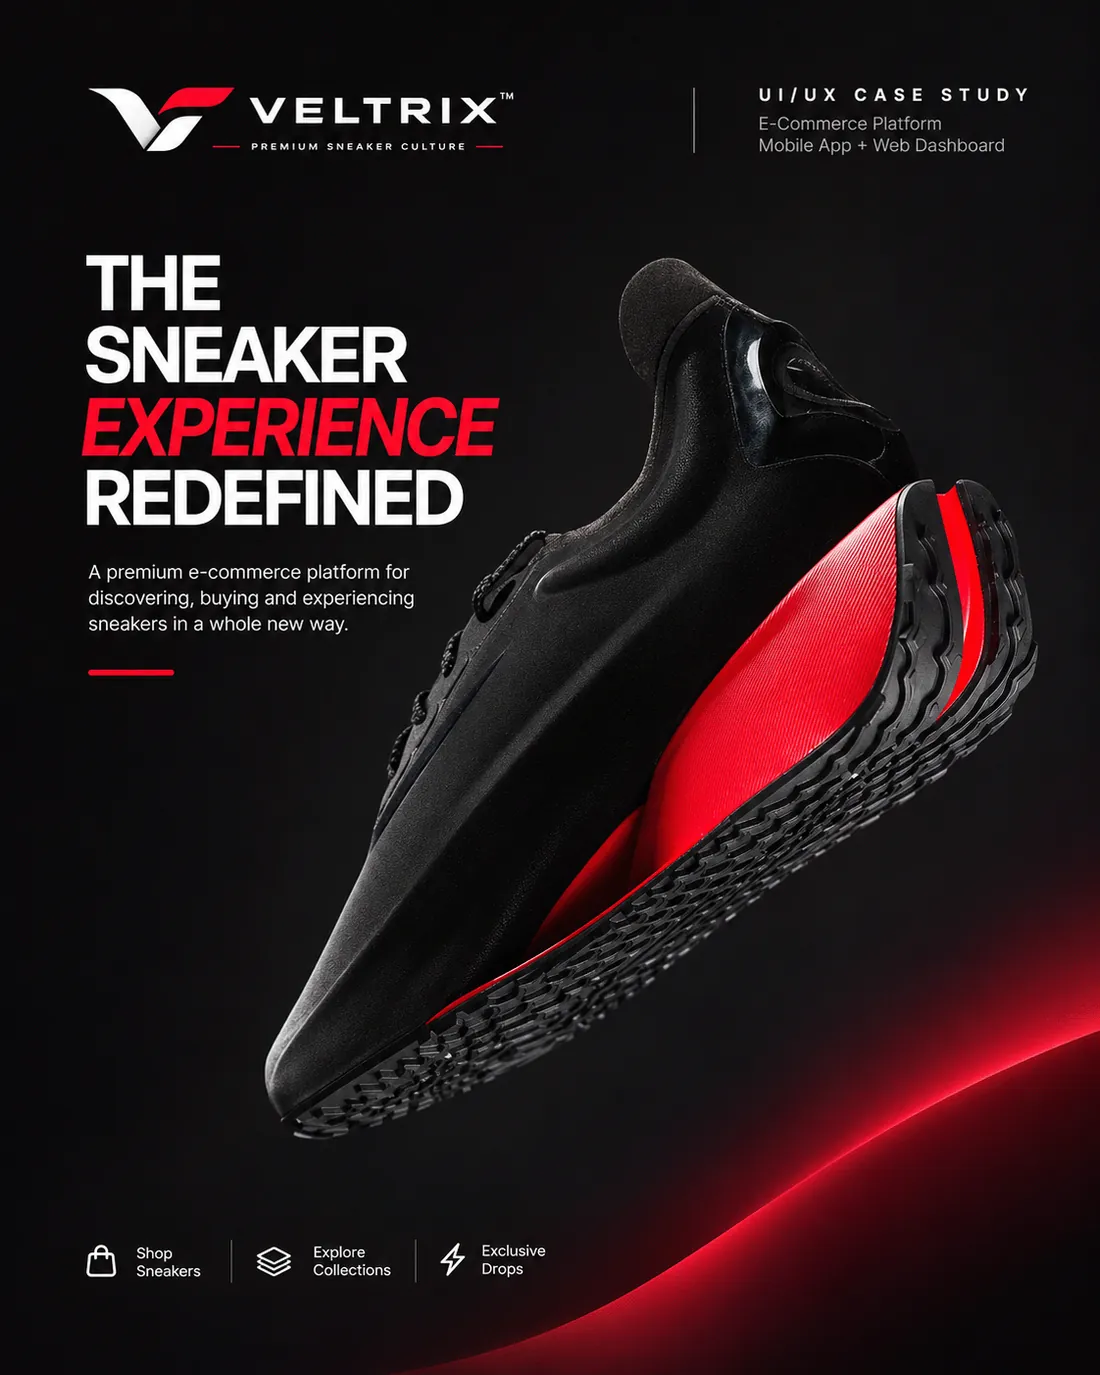 VELTRIX™
PREMIUM SNEAKER CULTURE
UI/UX CASE STUDY
E-Commerce Platform
Mobile App + Web Dashboard
THE
SNEAKER
EXPERIENCE
REDEFINED
A premium e-commerce platform for
discovering, buying and experiencing
sneakers in a whole new way.
Shop
Sneakers
Explore
Collections
Exclusive
Drops